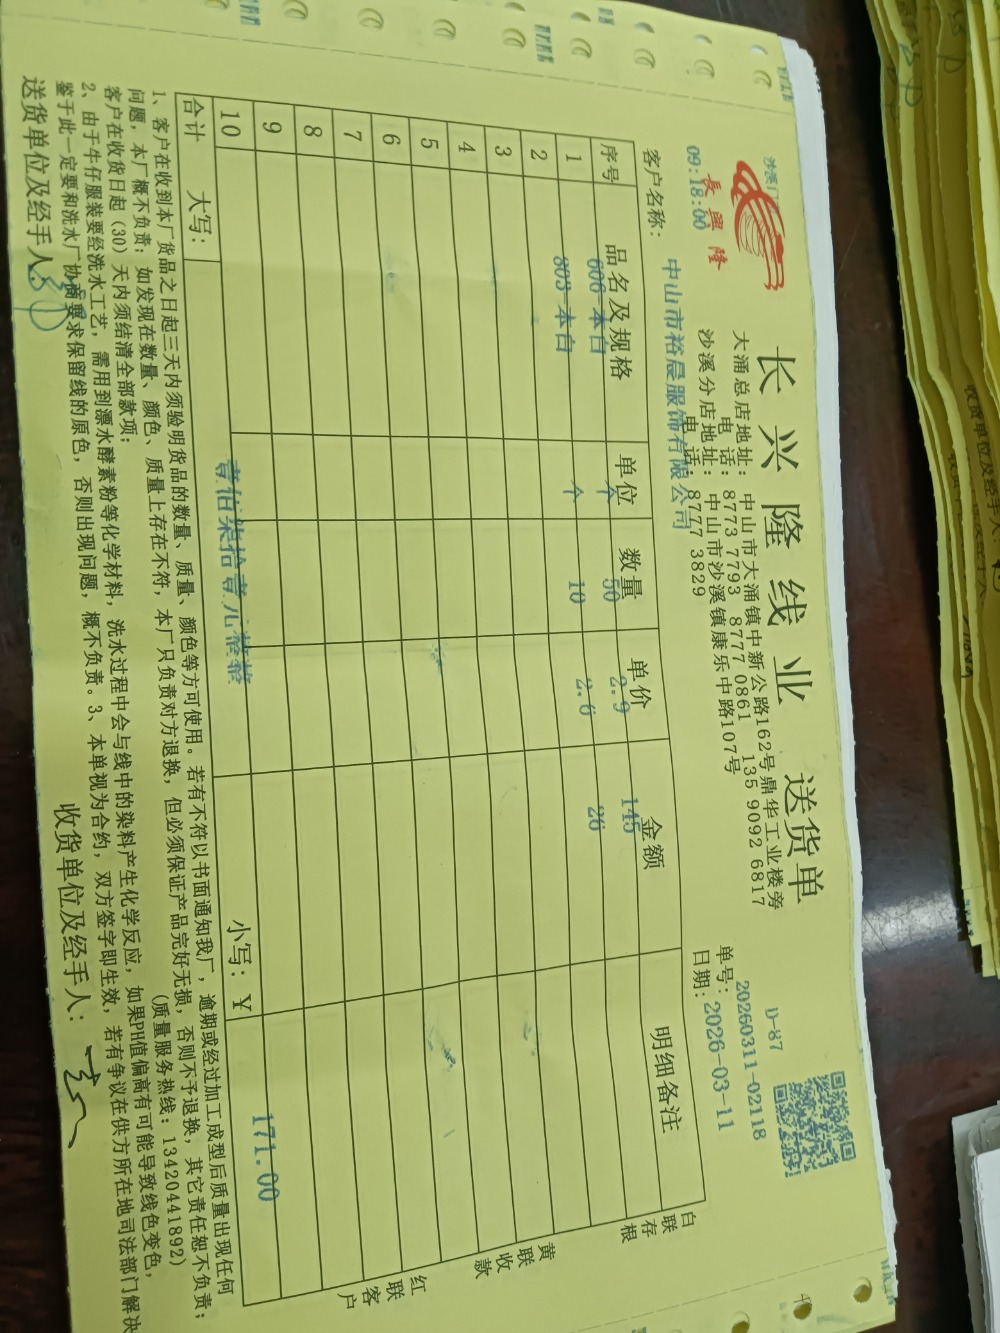 长兴隆线业 送货单
長興隆
大涌总店地址：中山市大涌镇中新公路162号鼎华工业楼旁
电 话：8773 7793 8777 0861 135 9092 6817
沙溪分店地址：中山市沙溪镇康乐中路107号
电 话：8777 3829
09:18:00
D-87
单号：20260311-02118
日期：2026-03-11
客户名称：中山市裕晨服饰有限公司
序号 品名及规格 单位 数量 单价 金额 明细备注
1 606-本白 个 50 2.9 145
2 803-本白 个 10 2.6 26
3
4
5
6
7
8
9
10
合计 大写：壹佰柒拾壹元整整 小写：￥ 171.00
白联存根
黄联收款
红联客户
1、客户在收到本厂货品之日起三天内须验明货品的数量、质量、颜色等方可使用。若有不符以书面通知我厂，逾期或经过加工成型后质量出现任何
问题，本厂概不负责；如发现在数量、颜色、质量上存在不符，本厂只负责对方退换，但必须保证产品完好无损，否则不予退换，其它责任恕不负责；
客户在收货日起（30）天内须结清全部款项； （质量服务热线：13420441892）
2、由于牛仔服装要经洗水工艺，需用到漂水酵素粉等化学材料，洗水过程中会与线中的染料产生化学反应，如果PH值偏高有可能导致线色变色，
鉴于此一定要和洗水厂协商要求保留线的原色，否则出现问题，概不负责。3、本单视为合约，双方签字即生效，若有争议在供方所在地司法部门解决
送货单位及经手人： 收货单位及经手人：